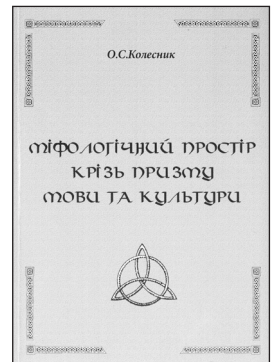 О.С.Колесник
МІФОЛОГІЧНИЙ ПРОСТІР
КРІЗЬ ПРИЗМУ
МОВИ ТА КУЛЬТУРИ